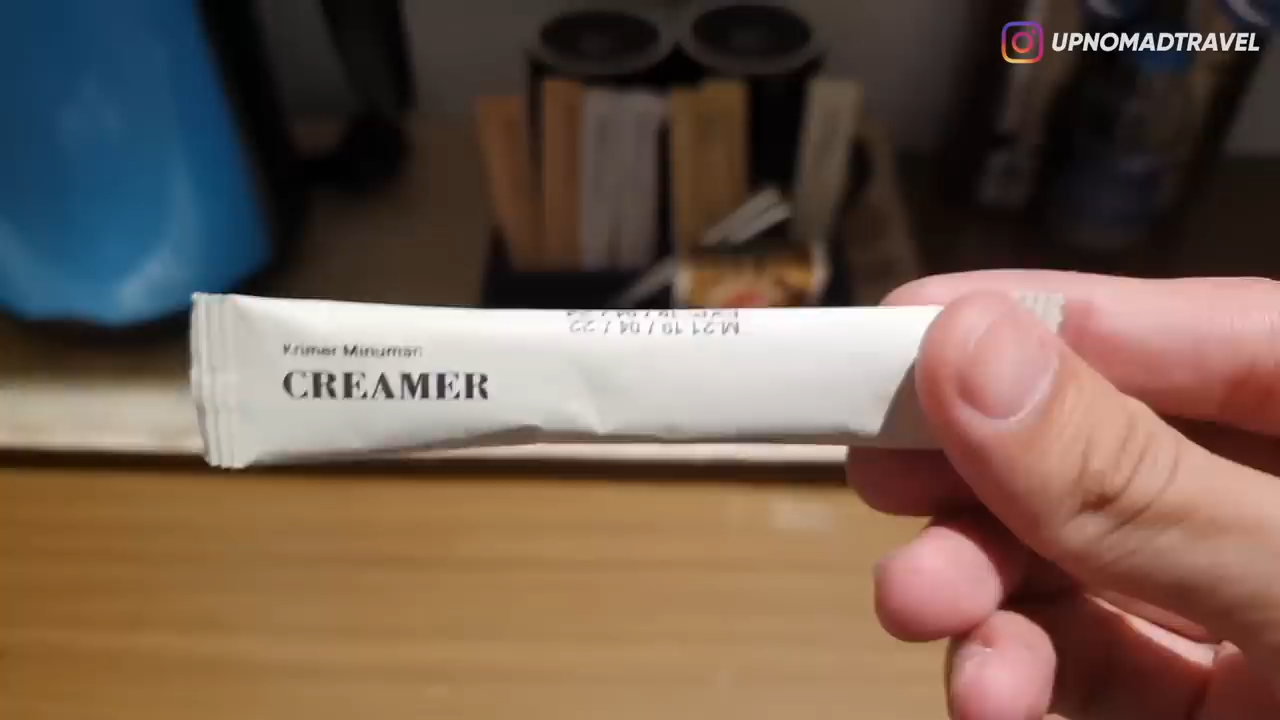 UPNOMADTRAVEL
Krimer Minuman
CREAMER
M.21 19 / 04 / 22